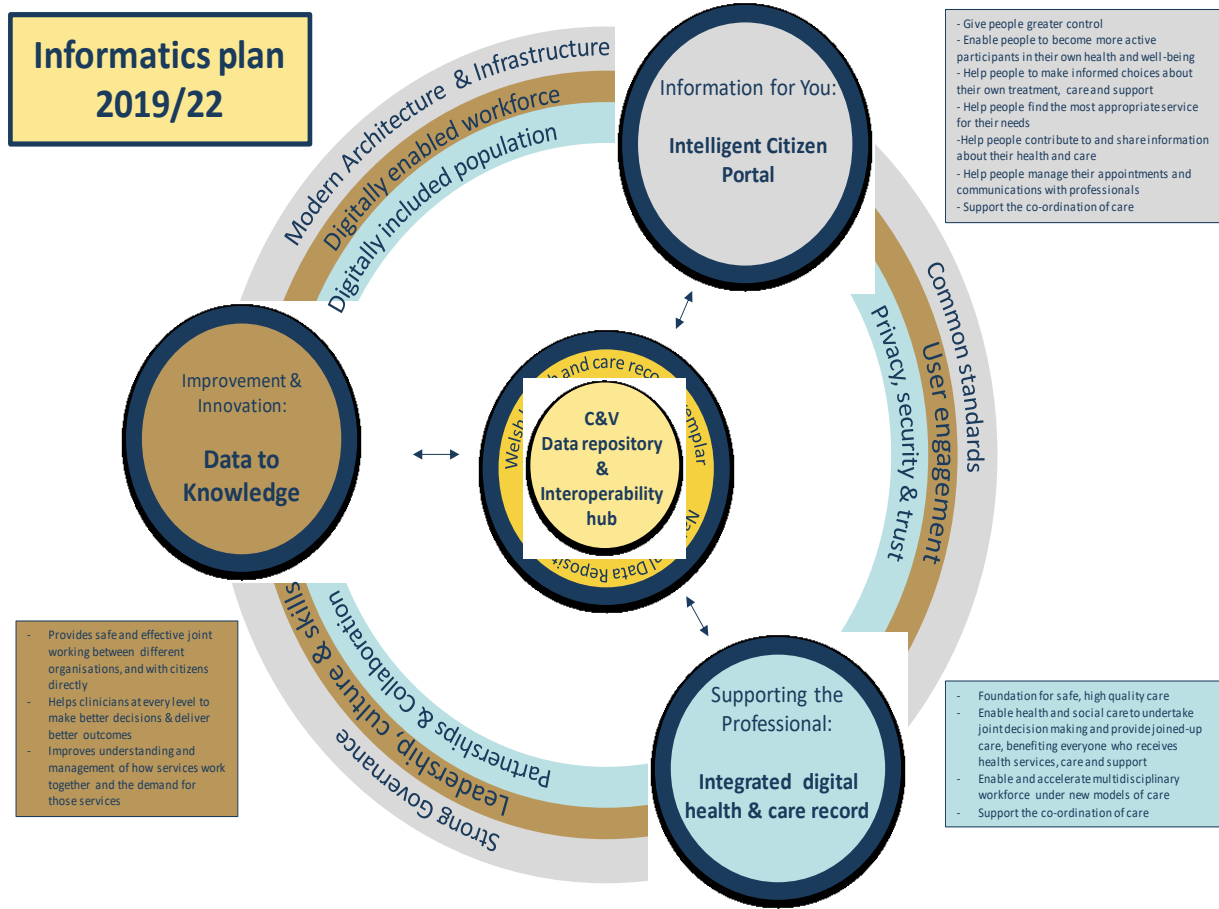 Informatics plan
2019/22
Modern Architecture & Infrastructure
Digitally enabled workforce
Digitally included population
Information for You:
Intelligent Citizen
Portal
- Give people greater control
- Enable people to become more active
participants in their own health and well-being
- Help people to make informed choices about
their own treatment, care and support
- Help people find the most appropriate service
for their needs
-Help people contribute to and share information
about their health and care
- Help people manage their appointments and
communications with professionals
- Support the co-ordination of care
Common standards
User engagement
Privacy, security & trust
Improvement &
Innovation:
Data to
Knowledge
Welsh
and care
C&V
Data repository
&
Interoperability
hub
Data
Partnerships & Collaboration
Leadership, culture & skills
Strong Governance
- Provides safe and effective joint
working between different
organisations, and with citizens
directly
- Helps clinicians at every level to
make better decisions & deliver
better outcomes
- Improves understanding and
management of how services work
together and the demand for
those services
Supporting the
Professional:
Integrated digital
health & care record
- Foundation for safe, high quality care
- Enable health and social care to undertake
joint decision making and provide joined-up
care, benefiting everyone who receives
health services, care and support
- Enable and accelerate multidisciplinary
workforce under new models of care
- Support the co-ordination of care